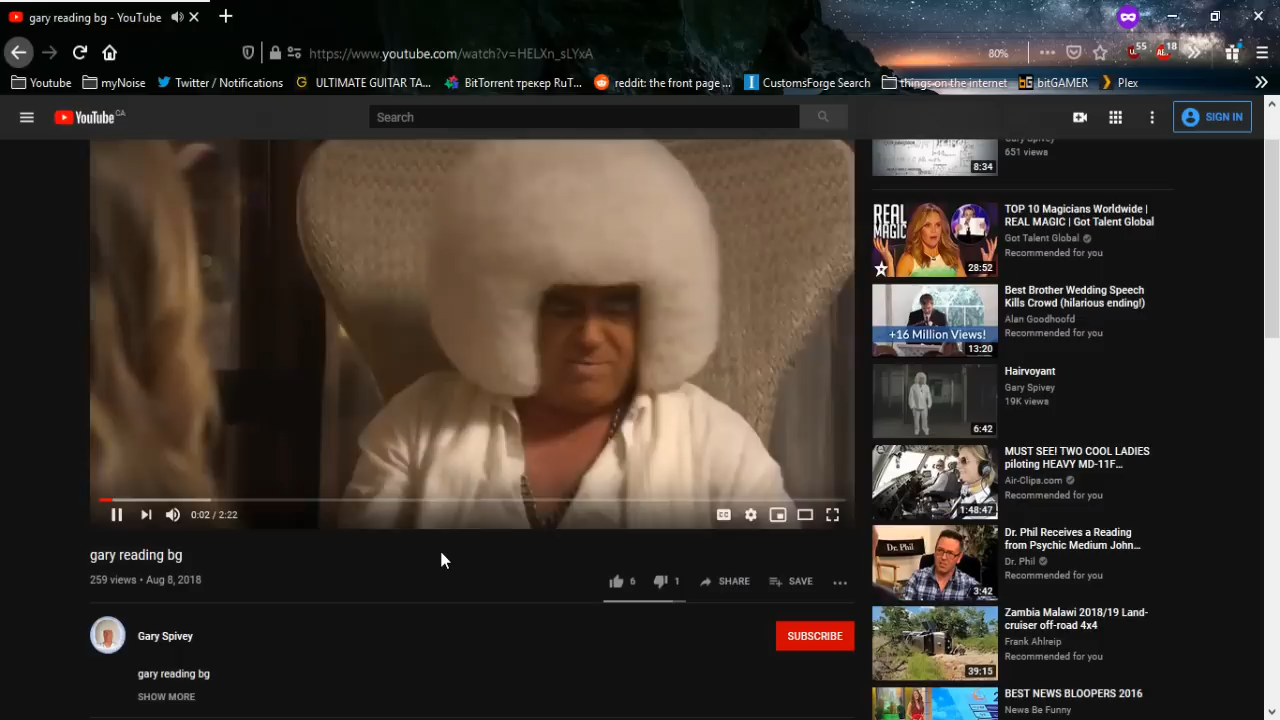 gary reading bg - YouTube
https://www.youtube.com/watch?v=HELXn_sLYxA
80%
55
18
Youtube
myNoise
Twitter / Notifications
ULTIMATE GUITAR TA...
BitTorrent трекер RuT...
reddit: the front page ...
CustomsForge Search
things on the internet
bitGAMER
Plex
YouTube CA
Search
SIGN IN
651 views
8:34
REAL MAGIC
28:52
TOP 10 Magicians Worldwide |
REAL MAGIC | Got Talent Global
Got Talent Global
Recommended for you
+16 Million Views!
13:20
Best Brother Wedding Speech
Kills Crowd (hilarious ending!)
Alan Goodhoofd
Recommended for you
6:42
Hairvoyant
Gary Spivey
19K views
1:48:47
MUST SEE! TWO COOL LADIES
piloting HEAVY MD-11F...
Air-Clips.com
Recommended for you
Dr. Phil
3:42
Dr. Phil Receives a Reading
from Psychic Medium John...
Dr. Phil
Recommended for you
39:15
Zambia Malawi 2018/19 Land-
cruiser off-road 4x4
Frank Ahlreip
Recommended for you
BEST NEWS BLOOPERS 2016
News Be Funny
0:02 / 2:22
CC
gary reading bg
259 views • Aug 8, 2018
6
1
SHARE
SAVE
Gary Spivey
SUBSCRIBE
gary reading bg
SHOW MORE